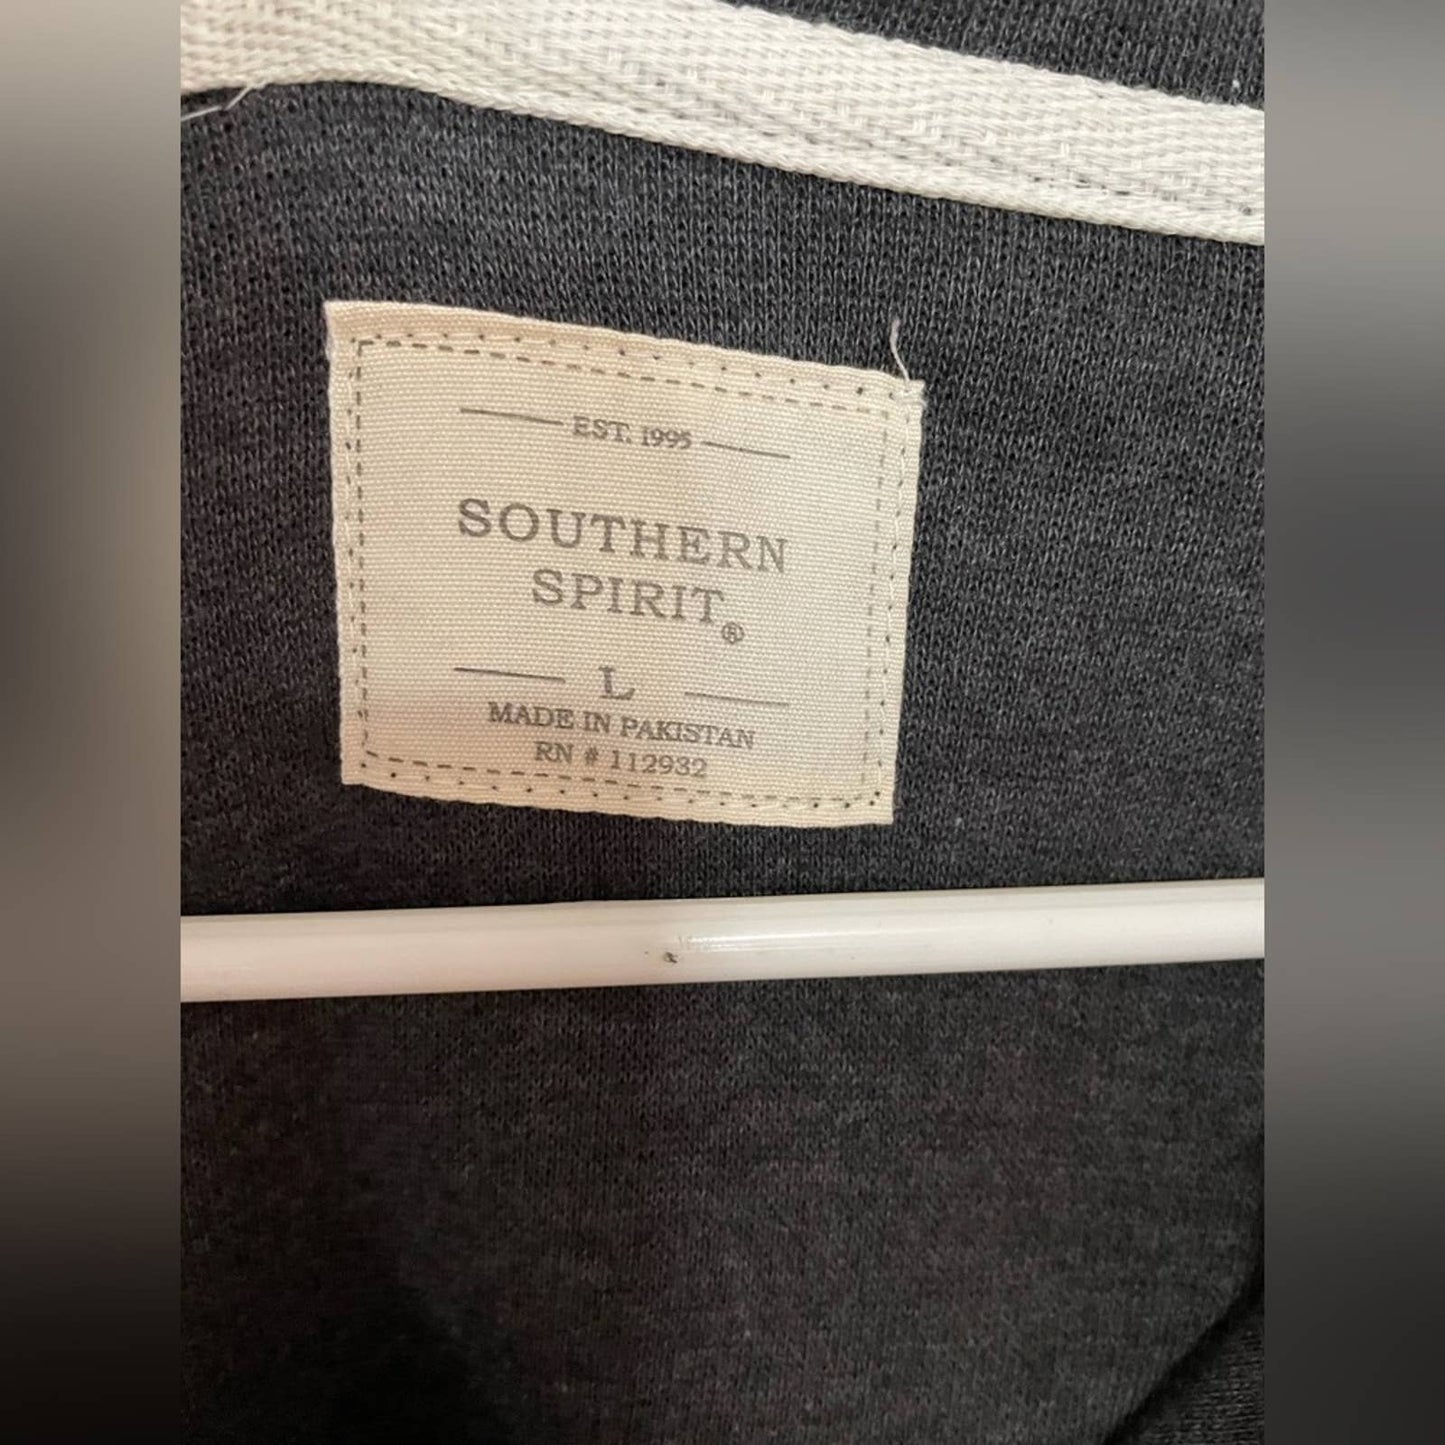 EST. 1995
SOUTHERN
SPIRIT®
L
MADE IN PAKISTAN
RN # 112932